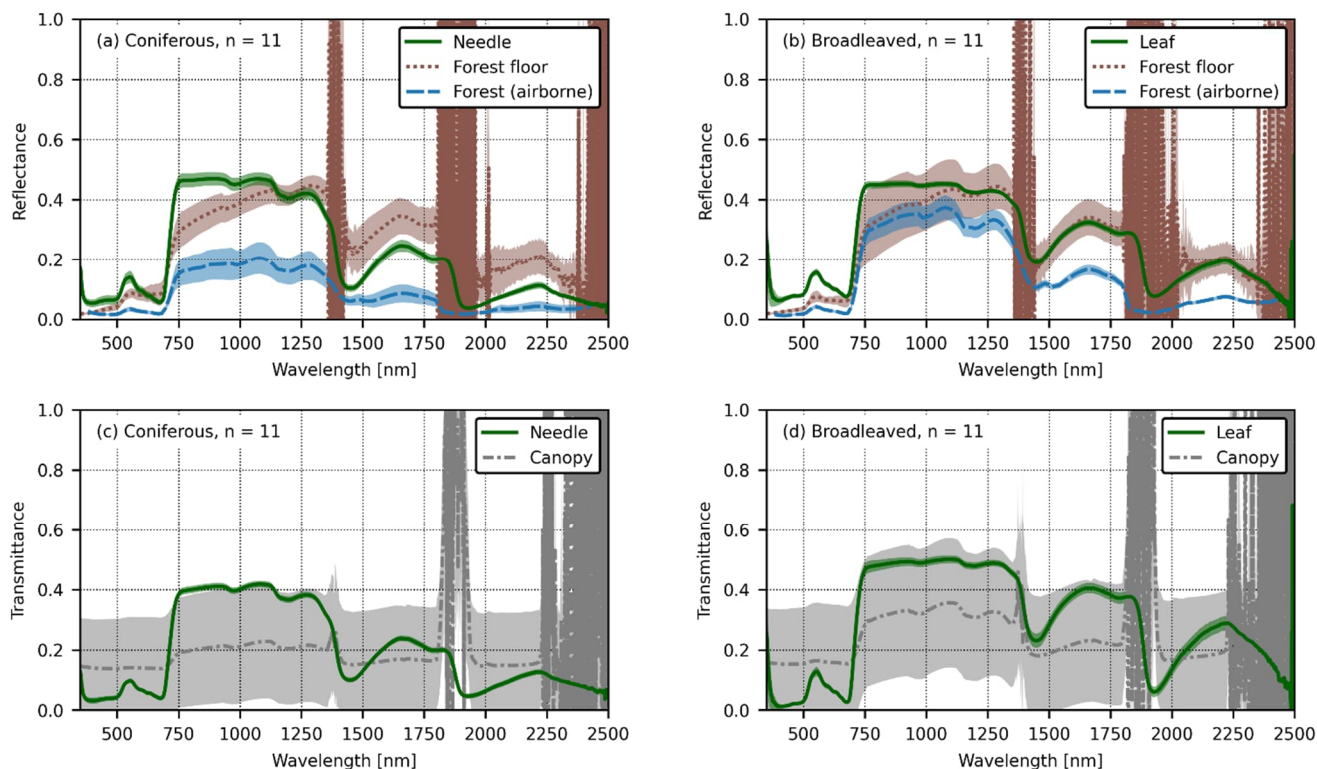 (a) Coniferous, n = 11
Needle
Forest floor
Forest (airborne)
Reflectance
1.0
0.8
0.6
0.4
0.2
0.0
500 750 1000 1250 1500 1750 2000 2250 2500
Wavelength [nm]
(b) Broadleaved, n = 11
Leaf
Forest floor
Forest (airborne)
Reflectance
1.0
0.8
0.6
0.4
0.2
0.0
500 750 1000 1250 1500 1750 2000 2250 2500
Wavelength [nm]
(c) Coniferous, n = 11
Needle
Canopy
Transmittance
1.0
0.8
0.6
0.4
0.2
0.0
500 750 1000 1250 1500 1750 2000 2250 2500
Wavelength [nm]
(d) Broadleaved, n = 11
Leaf
Canopy
Transmittance
1.0
0.8
0.6
0.4
0.2
0.0
500 750 1000 1250 1500 1750 2000 2250 2500
Wavelength [nm]